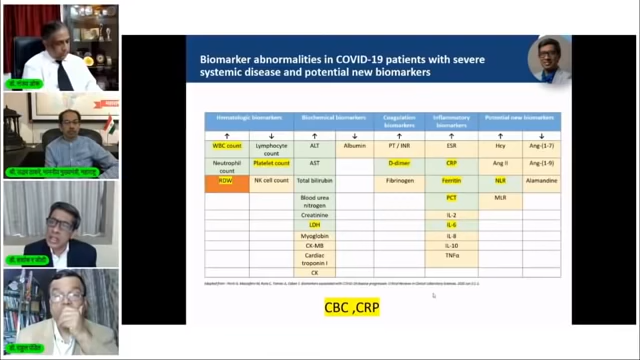 Biomarker abnormalities in COVID-19 patients with severe
systemic disease and potential new biomarkers
Hematologic biomarkers
Biochemical biomarkers
Coagulation
biomarkers
Inflammatory
biomarkers
Potential new biomarkers
↑ ↓ ↑ ↓ ↑ ↑ ↑ ↓
WBC count Lymphocyte count ALT Albumin PT / INR ESR Hcy Ang-(1-7)
Neutrophil count Platelet count AST D-dimer CRP Ang II Ang-(1-9)
RDW NK cell count Total bilirubin Fibrinogen Ferritin NLR Alamandine
Blood urea nitrogen PCT MLR
Creatinine IL-2
LDH IL-6
Myoglobin IL-8
CK-MB IL-10
Cardiac troponin I TNFα
CK
CBC ,CRP